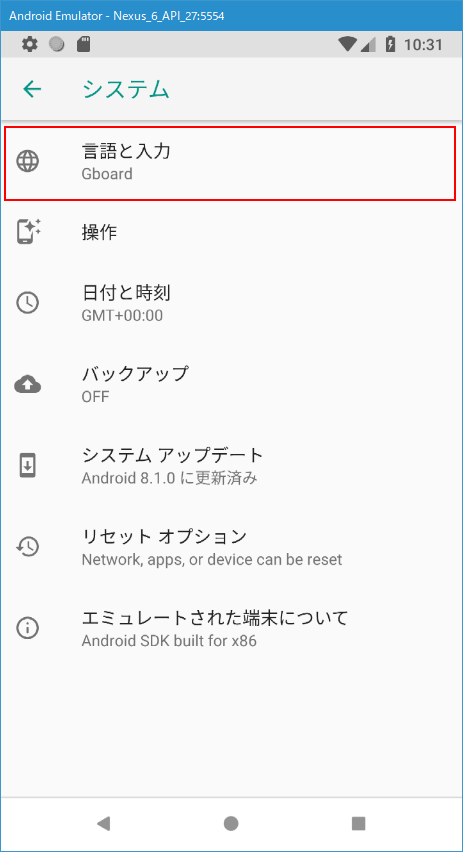 Android Emulator - Nexus_6_API_27:5554
10:31
システム
言語と入力
Gboard
操作
日付と時刻
GMT+00:00
バックアップ
OFF
システム アップデート
Android 8.1.0 に更新済み
リセット オプション
Network, apps, or device can be reset
エミュレートされた端末について
Android SDK built for x86